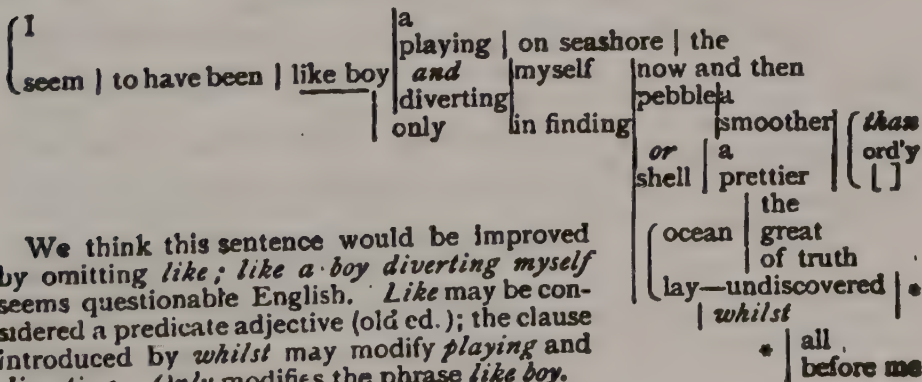 I
seem | to have been | like boy
a
playing | on seashore | the
and
diverting
only
myself
in finding
now and then
pebble a
smoother
or
shell
a
prettier
than
ord'y
[ ]
ocean
the
great
of truth
lay—undiscovered | *
whilst
* | all
before me
We think this sentence would be improved
by omitting like; like a boy diverting myself
seems questionable English. Like may be con-
sidered a predicate adjective (old ed.); the clause
introduced by whilst may modify playing and
Only modifies the phrase like boy.